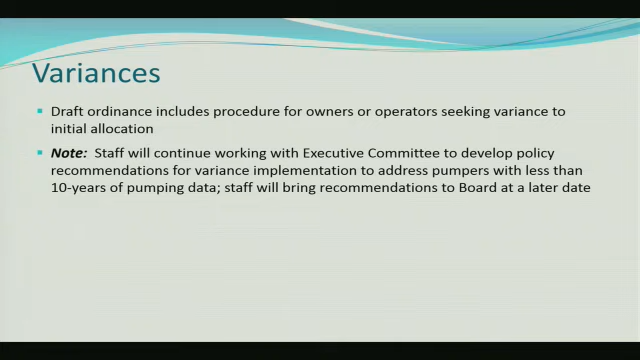 Variances
Draft ordinance includes procedure for owners or operators seeking variance to
initial allocation
Note: Staff will continue working with Executive Committee to develop policy
recommendations for variance implementation to address pumpers with less than
10-years of pumping data; staff will bring recommendations to Board at a later date